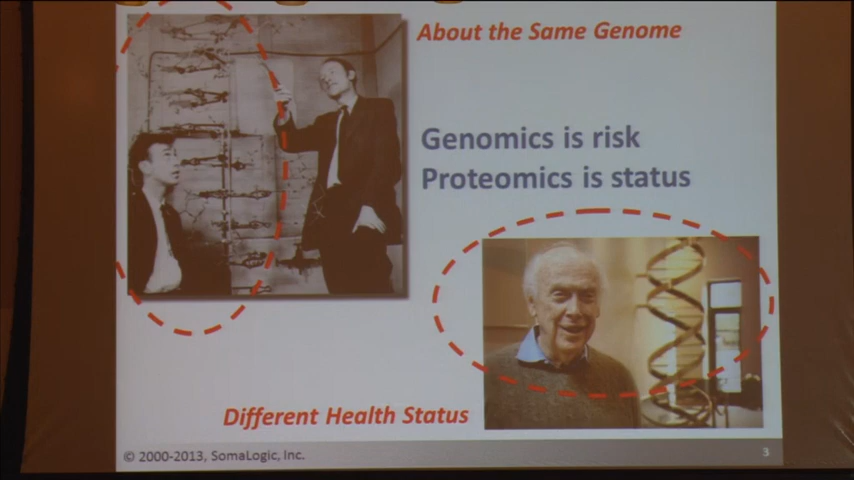 About the Same Genome
Genomics is risk
Proteomics is status
Different Health Status
© 2000-2013, SomaLogic, Inc.
3